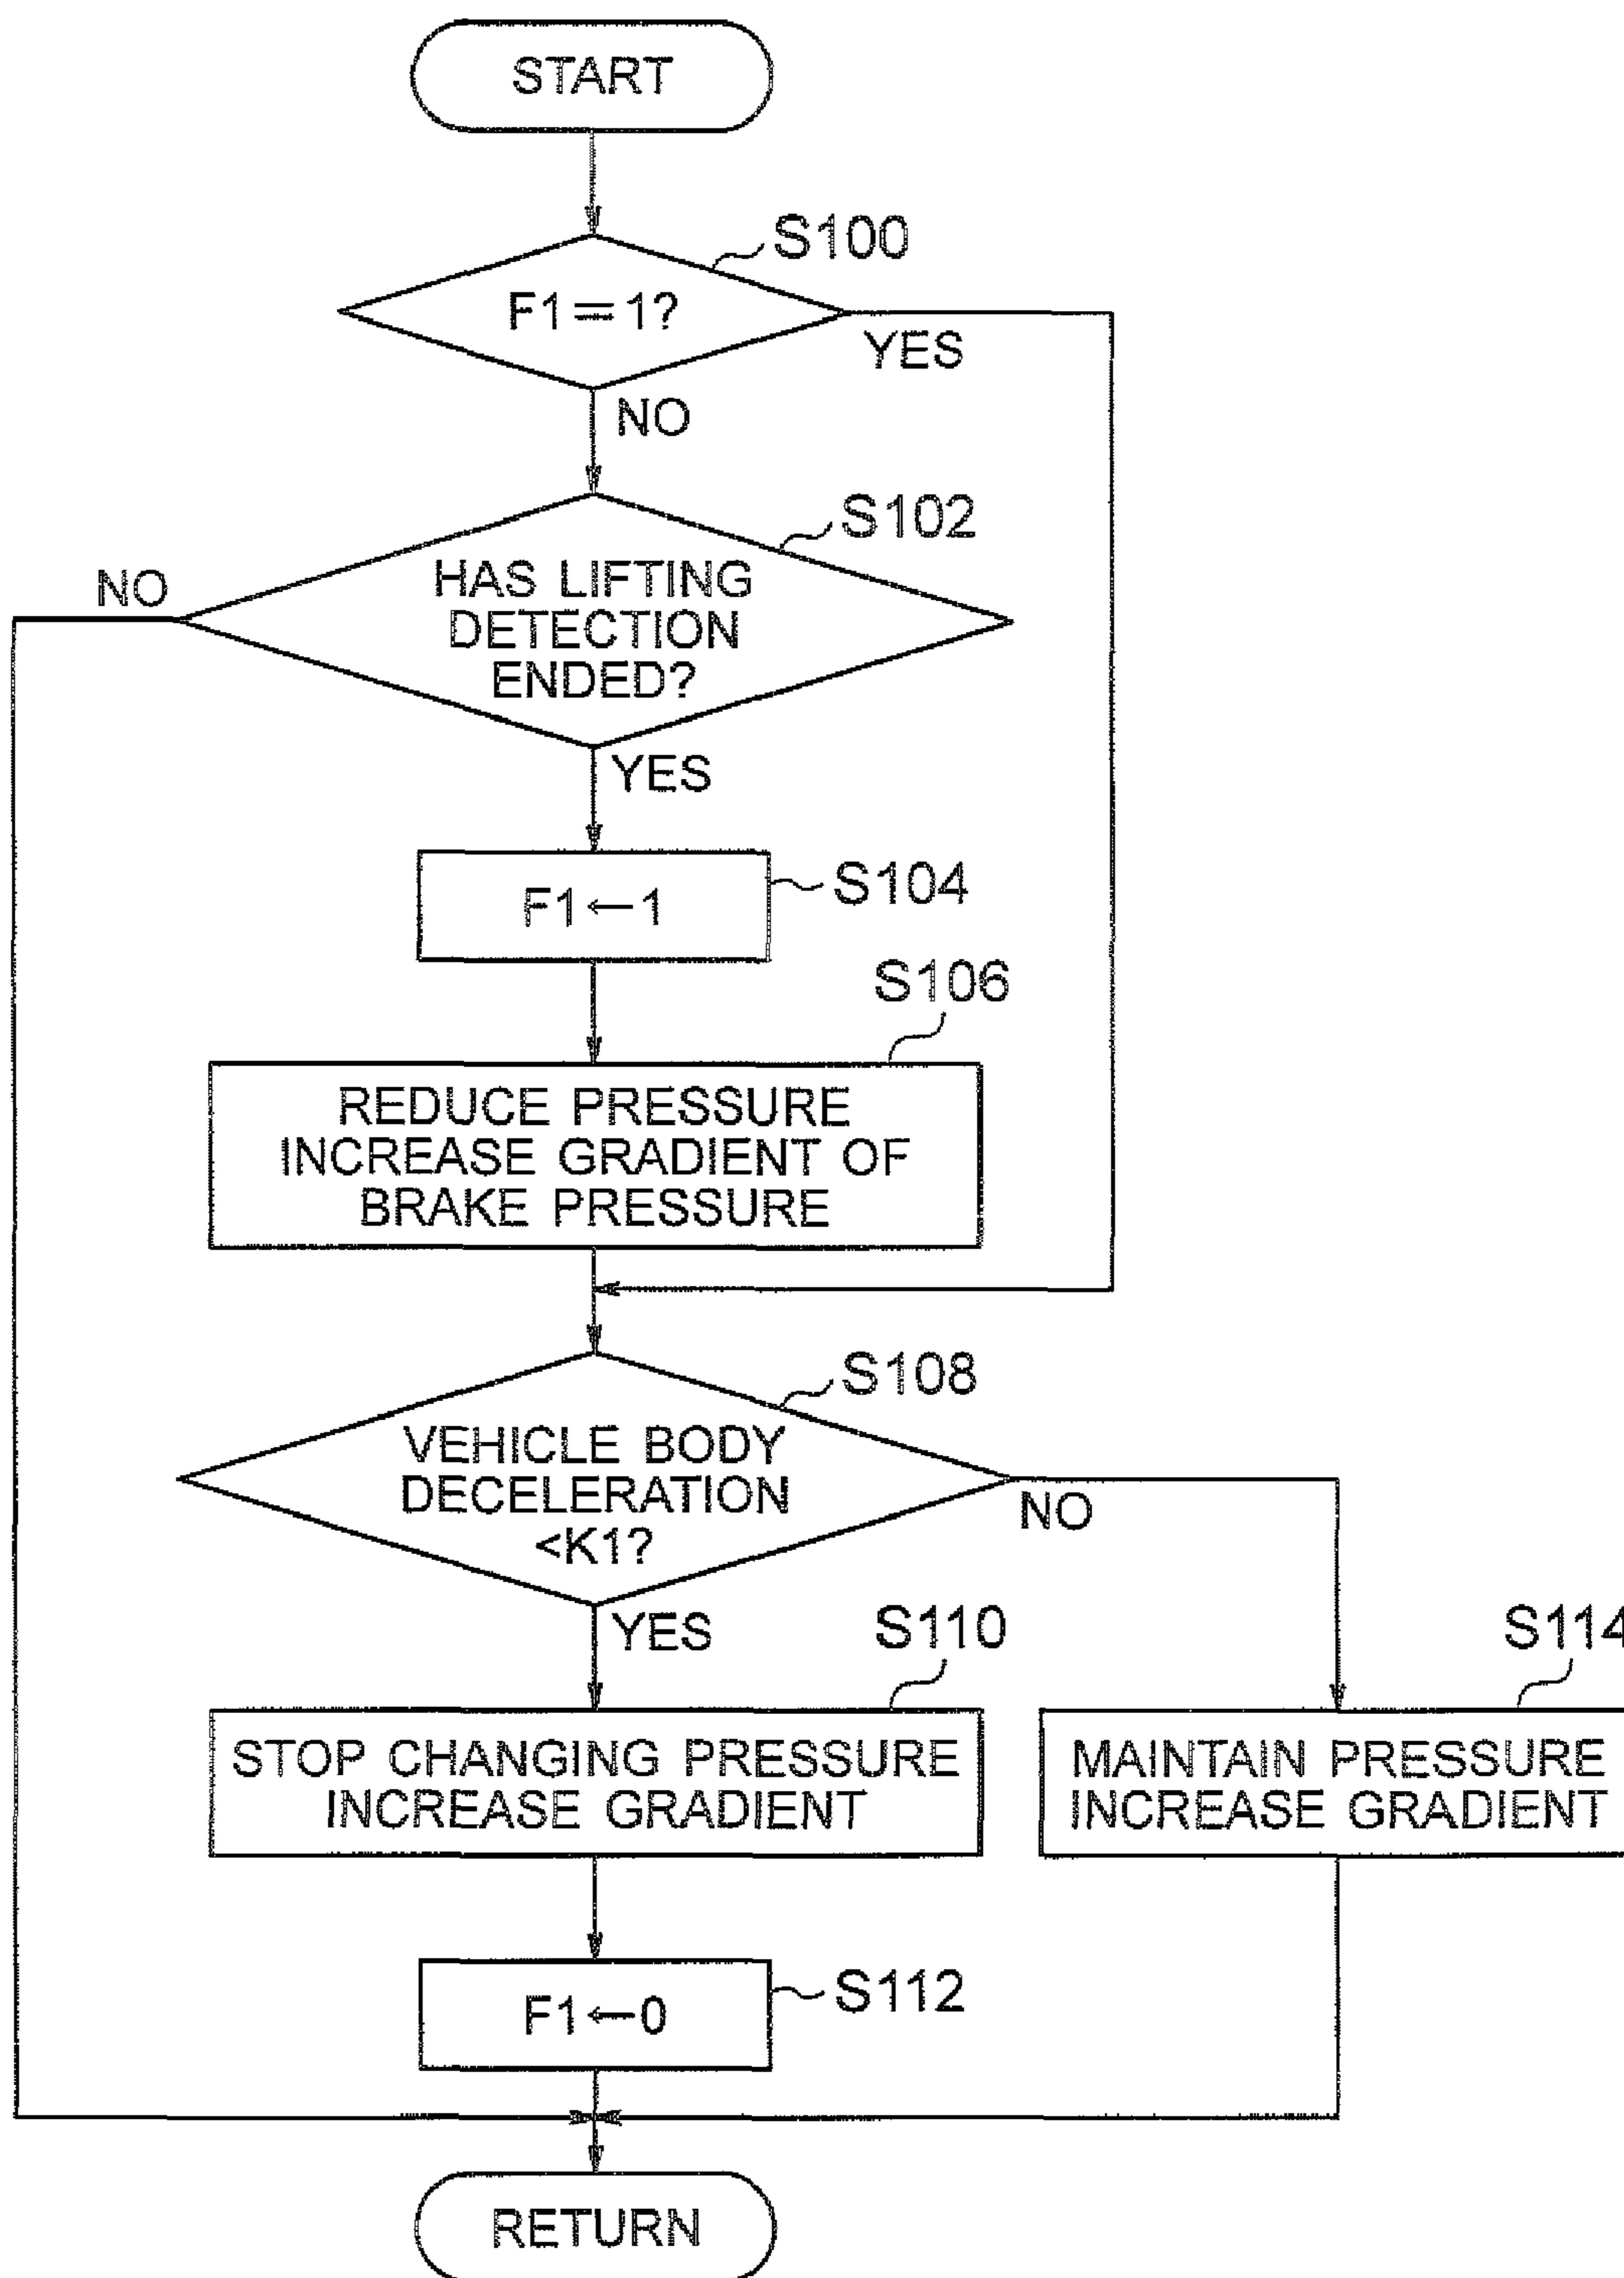 START
S100
F1=1?
YES
NO
S102
NO
HAS LIFTING
DETECTION
ENDED?
YES
S104
F1←1
S106
REDUCE PRESSURE
INCREASE GRADIENT OF
BRAKE PRESSURE
S108
VEHICLE BODY
DECELERATION
<K1?
NO
YES
S110
S114
STOP CHANGING PRESSURE
INCREASE GRADIENT
MAINTAIN PRESSURE
INCREASE GRADIENT
S112
F1←0
RETURN